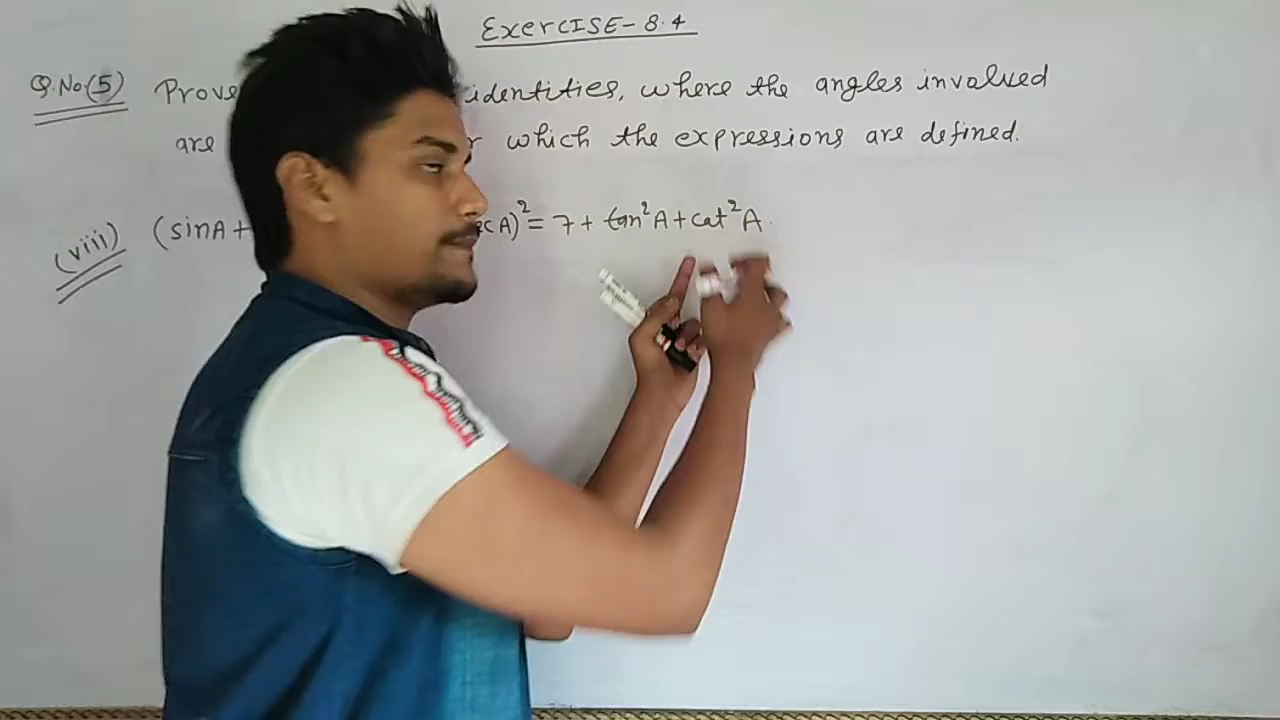 ExercISE-8.4
Q.No(5) Prove identities, where the angles involved
are which the expressions are defined.
(viii) (sinA+ A)²= 7+ tan²A+cat²A.